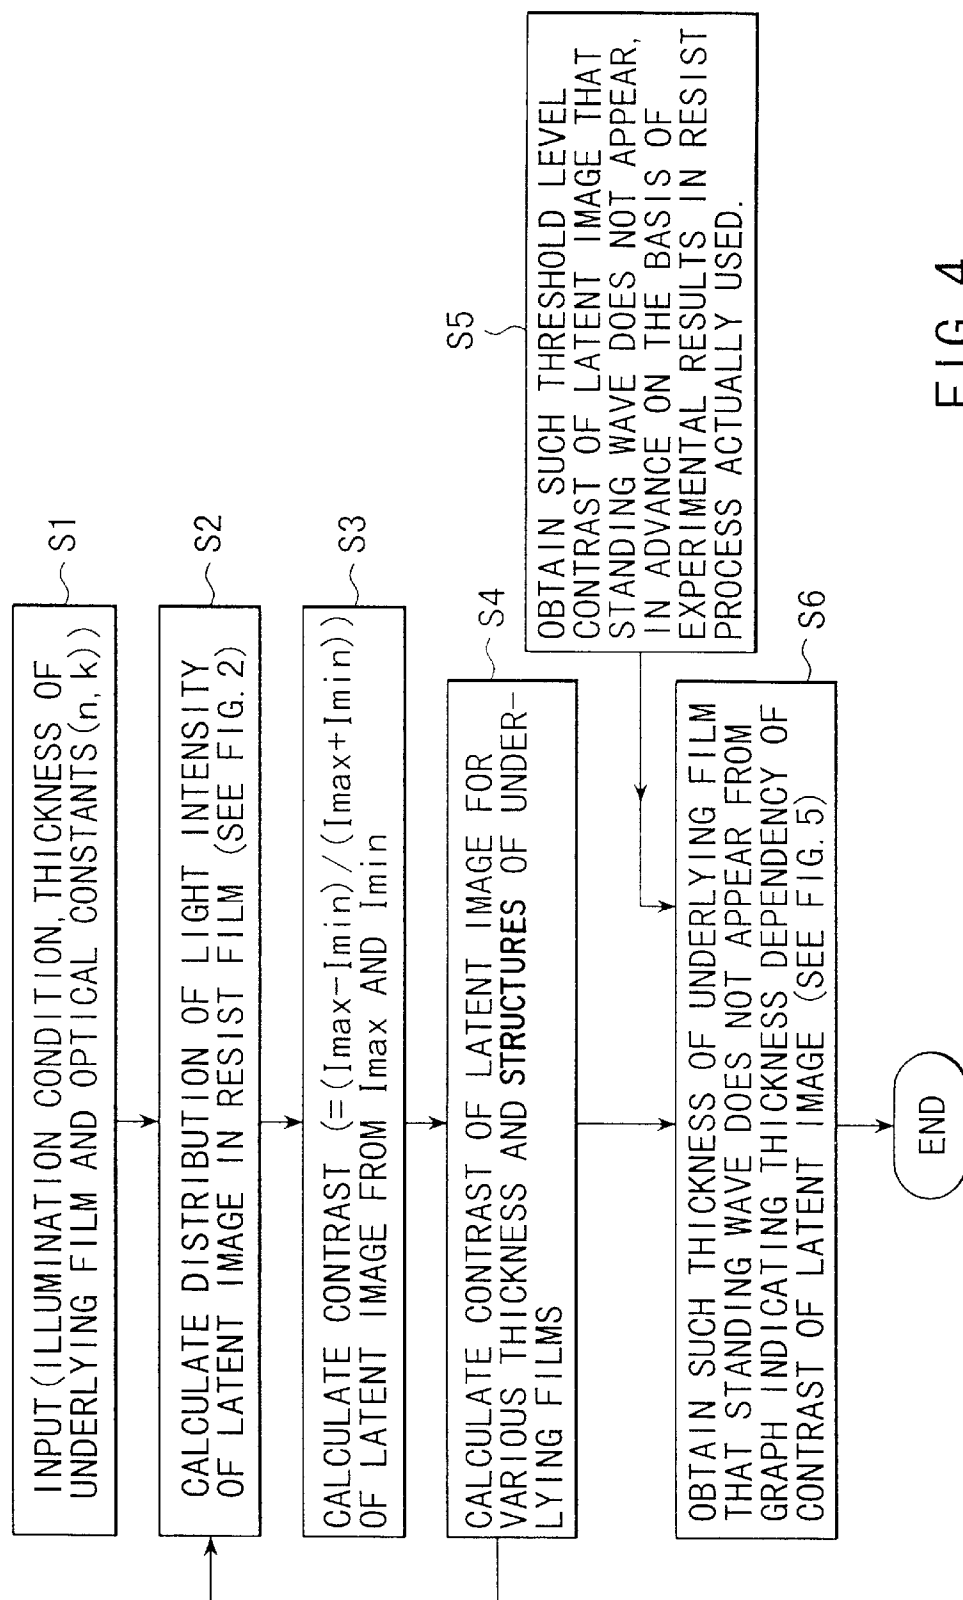 INPUT(ILLUMINATION CONDITION, THICKNESS OF
UNDERLYING FILM AND OPTICAL CONSTANTS(n, k))
S1
CALCULATE DISTRIBUTION OF LIGHT INTENSITY
OF LATENT IMAGE IN RESIST FILM (SEE FIG. 2)
S2
CALCULATE CONTRAST (=(Imax-Imin)/(Imax+Imin))
OF LATENT IMAGE FROM Imax AND Imin
S3
CALCULATE CONTRAST OF LATENT IMAGE FOR
VARIOUS THICKNESS AND STRUCTURES OF UNDER-
LYING FILMS
S4
OBTAIN SUCH THRESHOLD LEVEL
CONTRAST OF LATENT IMAGE THAT
STANDING WAVE DOES NOT APPEAR,
IN ADVANCE ON THE BASIS OF
EXPERIMENTAL RESULTS IN RESIST
PROCESS ACTUALLY USED.
S5
OBTAIN SUCH THICKNESS OF UNDERLYING FILM
THAT STANDING WAVE DOES NOT APPEAR FROM
GRAPH INDICATING THICKNESS DEPENDENCY OF
CONTRAST OF LATENT IMAGE (SEE FIG. 5)
S6
END
FIG. 4